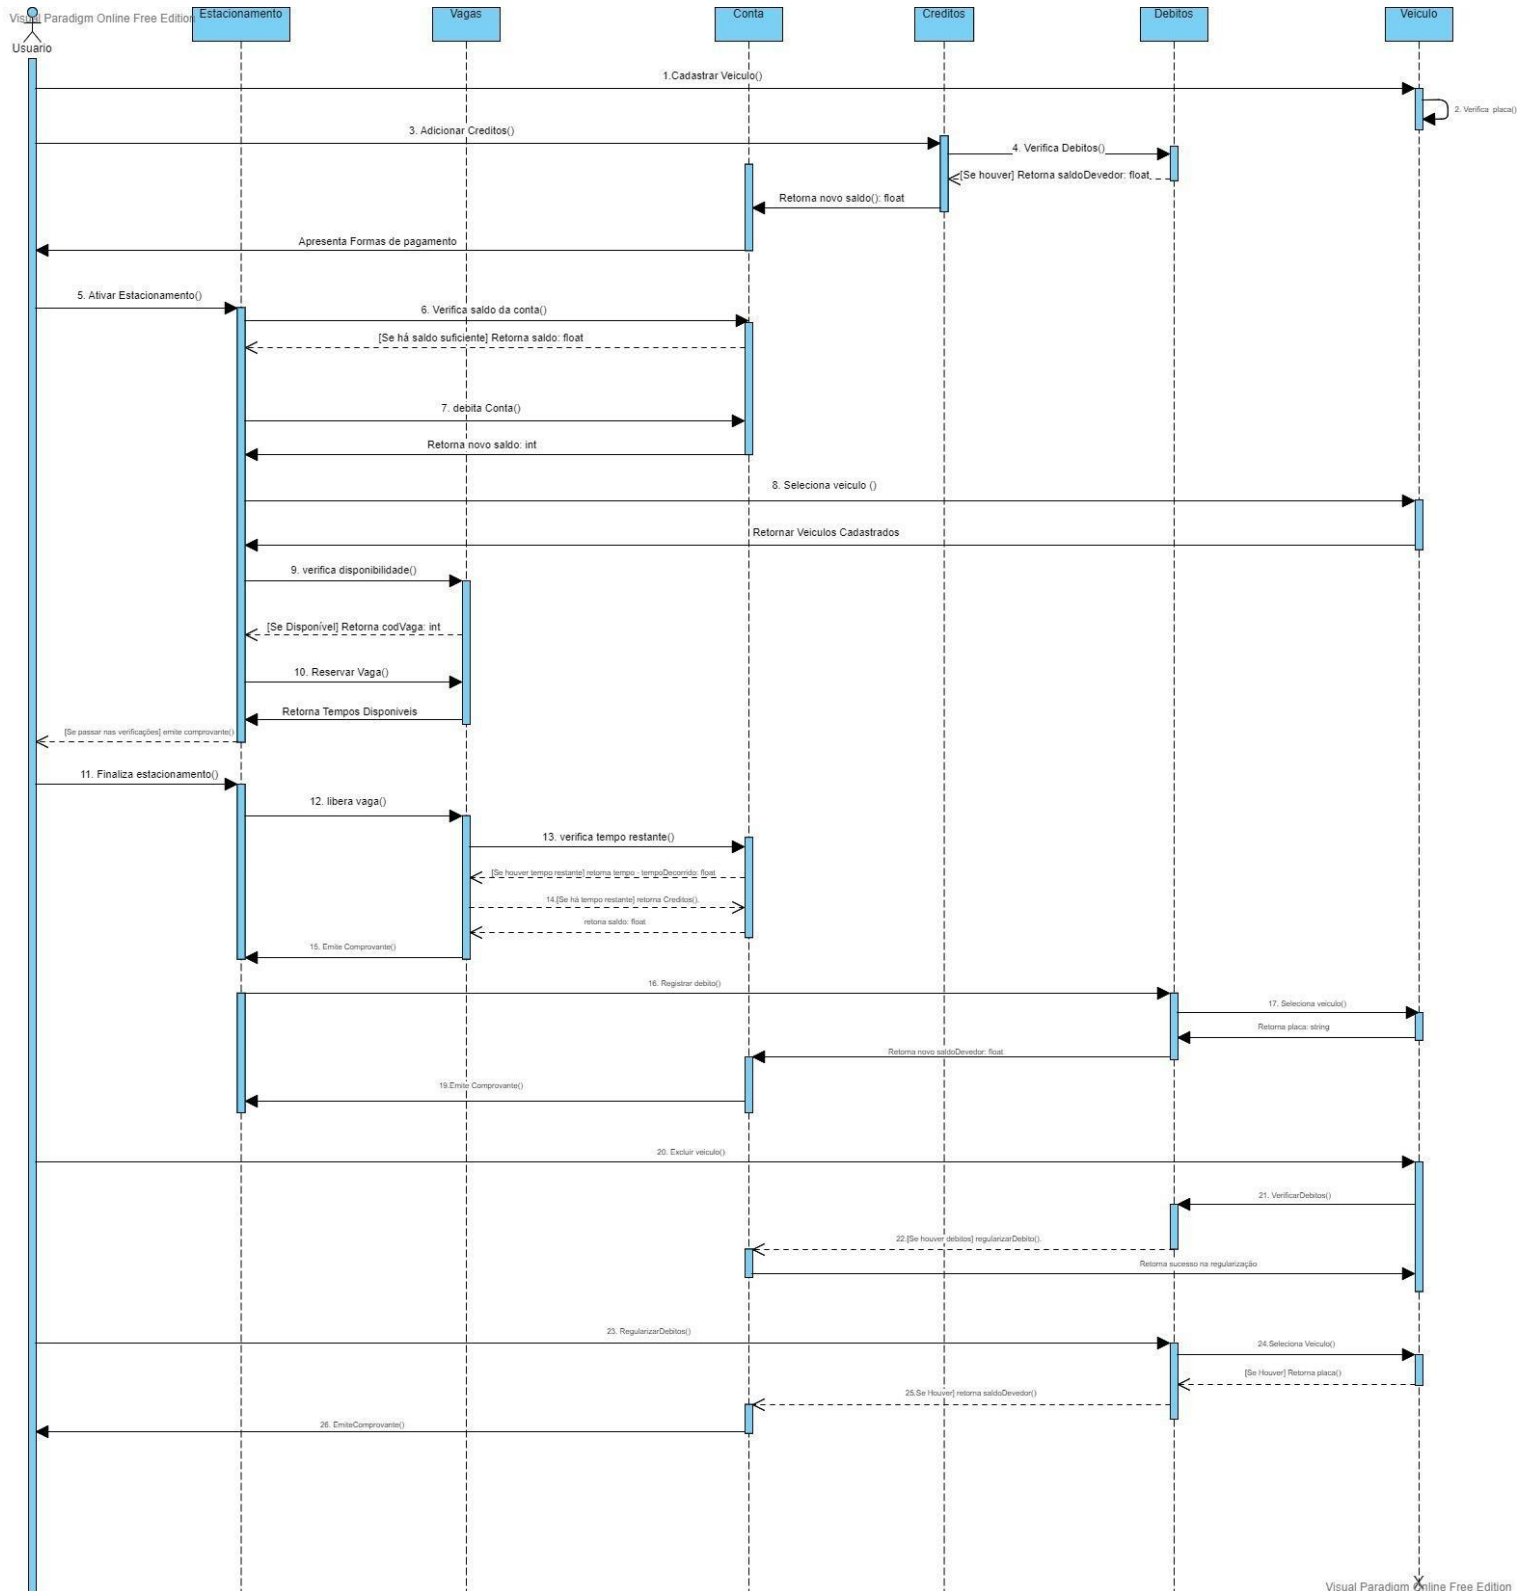 Visual Paradigm Online Free Edition
Usuario
Estacionamento
Vagas
Conta
Creditos
Debitos
Veiculo
1.Cadastrar Veiculo()
2. Verifica placa()
3. Adicionar Creditos()
4. Verifica Debitos()
[Se houver] Retorna saldoDevedor: float
Retorna novo saldo(): float
Apresenta Formas de pagamento
5. Ativar Estacionamento()
6. Verifica saldo da conta()
[Se há saldo suficiente] Retorna saldo: float
7. debita Conta()
Retorna novo saldo: int
8. Seleciona veiculo ()
Retornar Veiculos Cadastrados
9. verifica disponibilidade()
[Se Disponível] Retorna codVaga: int
10. Reservar Vaga()
Retorna Tempos Disponiveis
[Se passar nas verificações] emite comprovante()
11. Finaliza estacionamento()
12. libera vaga()
13. verifica tempo restante()
[Se houver tempo restante] retorna tempo - tempoDecorrido: float
14.[Se há tempo restante] retorna Creditos().
retorna saldo: float
15. Emite Comprovante()
16. Registrar debito()
17. Seleciona veiculo()
Retorna placa: string
Retorna novo saldoDevedor: float
19.Emite Comprovante()
20. Excluir veiculo()
21. VerificarDebitos()
22.[Se houver debitos] regularizarDebito().
Retorna sucesso na regularização
23. RegularizarDebitos()
24.Seleciona Veiculo()
[Se Houver] Retorna placa()
25.Se Houver] retorna saldoDevedor()
26. EmiteComprovante()
Visual Paradigm Online Free Edition